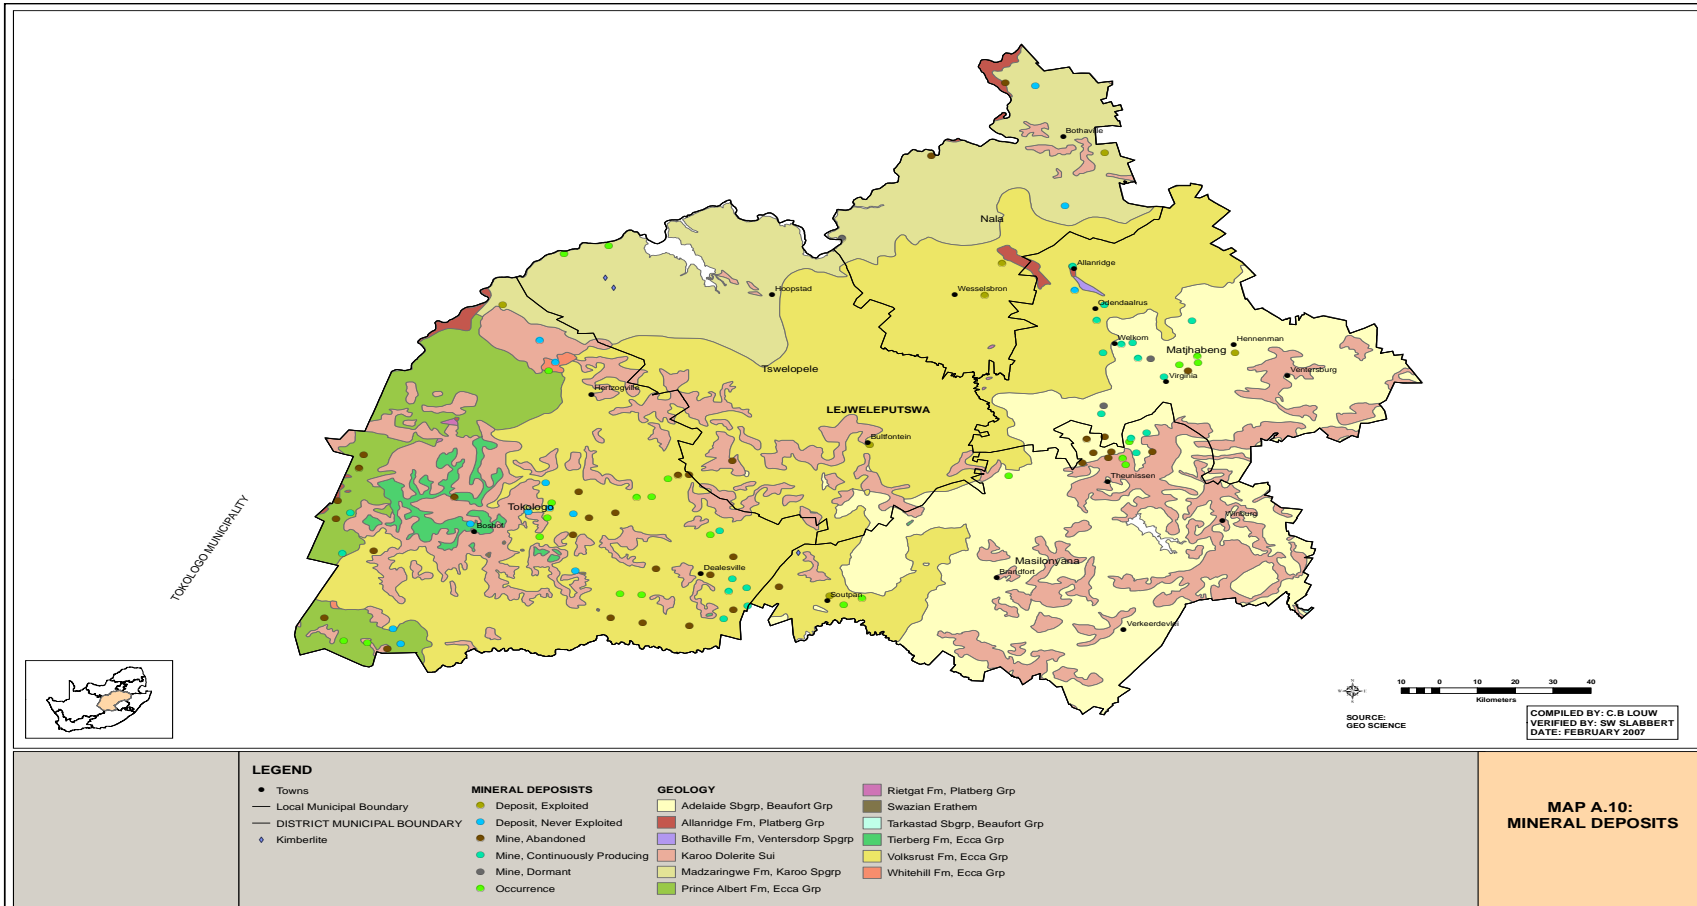 Bothaville
Nala
Allanridge
Hoopstad
Wesselsbron
Odendaalrus
Welkom
Hennenman
Matjhabeng
Tswelopele
Ventersburg
Virginia
Hertzogville
LEJWELEPUTSWA
Bultfontein
Theunissen
Tokologo
Winburg
Boshof
TOKOLOGO MUNICIPALITY
Masilonyana
Dealesville
Brandfort
Soutpan
Verkeerdevlei
N
W
E
S
10 0 10 20 30 40
Kilometers
SOURCE:
GEO SCIENCE
COMPILED BY: C.B LOUW
VERIFIED BY: SW SLABBERT
DATE: FEBRUARY 2007
LEGEND
Towns
Local Municipal Boundary
DISTRICT MUNICIPAL BOUNDARY
Kimberlite
MINERAL DEPOSISTS
Deposit, Exploited
Deposit, Never Exploited
Mine, Abandoned
Mine, Continuously Producing
Mine, Dormant
Occurrence
GEOLOGY
Adelaide Sbgrp, Beaufort Grp
Allanridge Fm, Platberg Grp
Bothaville Fm, Ventersdorp Spgrp
Karoo Dolerite Sui
Madzaringwe Fm, Karoo Spgrp
Prince Albert Fm, Ecca Grp
Rietgat Fm, Platberg Grp
Swazian Erathem
Tarkastad Sbgrp, Beaufort Grp
Tierberg Fm, Ecca Grp
Volksrust Fm, Ecca Grp
Whitehill Fm, Ecca Grp
MAP A.10:
MINERAL DEPOSITS